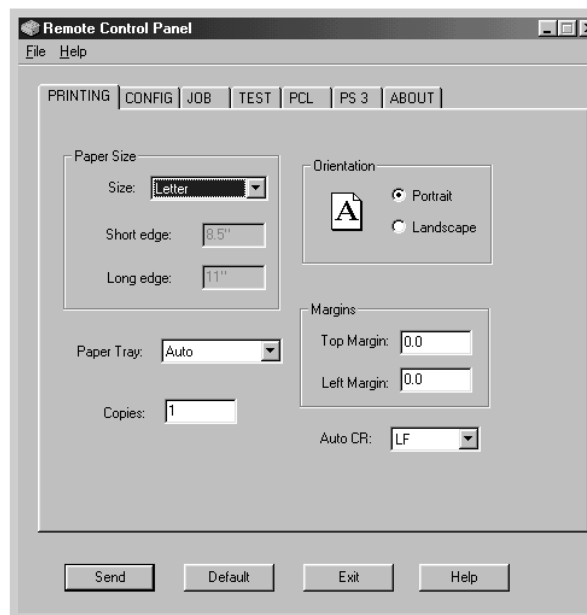 Remote Control Panel
File Help
PRINTING CONFIG JOB TEST PCL PS 3 ABOUT
Paper Size
Size: Letter
Short edge: 8.5"
Long edge: 11"
Orientation
A
Portrait
Landscape
Margins
Top Margin: 0.0
Left Margin: 0.0
Paper Tray: Auto
Copies: 1
Auto CR: LF
Send Default Exit Help